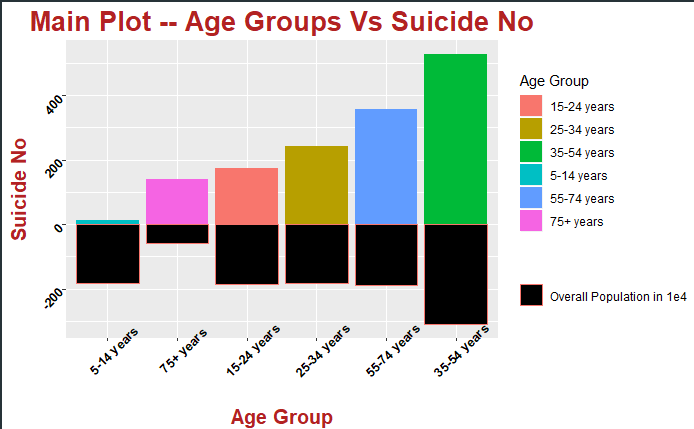 Main Plot -- Age Groups Vs Suicide No
Suicide No
400
200
0
-200
5-14 years
75+ years
15-24 years
25-34 years
55-74 years
35-54 years
Age Group
Age Group
15-24 years
25-34 years
35-54 years
5-14 years
55-74 years
75+ years
Overall Population in 1e4